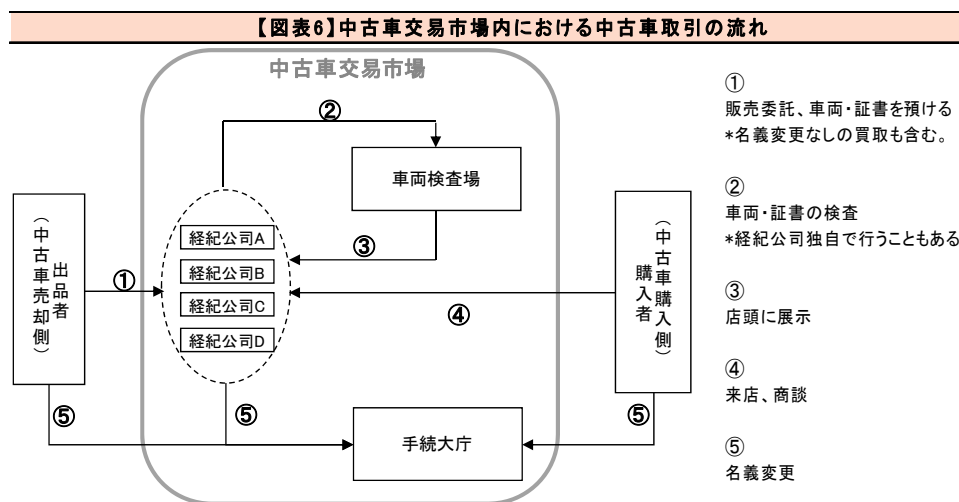 【図表6】中古車交易市場内における中古車取引の流れ
中古車交易市場
②
車両検査場
出品者
（中古車売却側）
①
経紀公司A
経紀公司B
経紀公司C
経紀公司D
③
④
購入者
（中古車購入側）
⑤
⑤
⑤
手続大庁
①
販売委託、車両・証書を預ける
*名義変更なしの買取も含む。
②
車両・証書の検査
*経紀公司独自で行うこともある
③
店頭に展示
④
来店、商談
⑤
名義変更